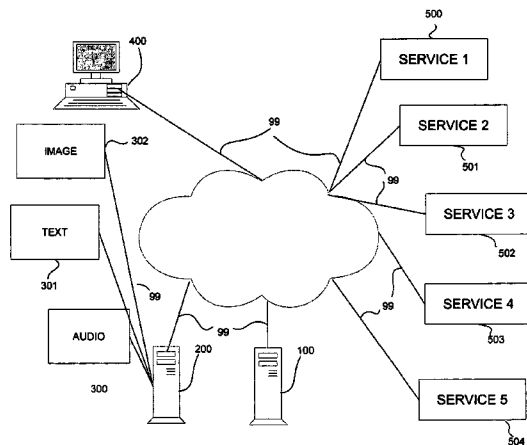 500
400
SERVICE 1
99
302
SERVICE 2
IMAGE
501
99
TEXT
SERVICE 3
301
502
99
99
SERVICE 4
AUDIO
99
200
100
503
300
SERVICE 5
504